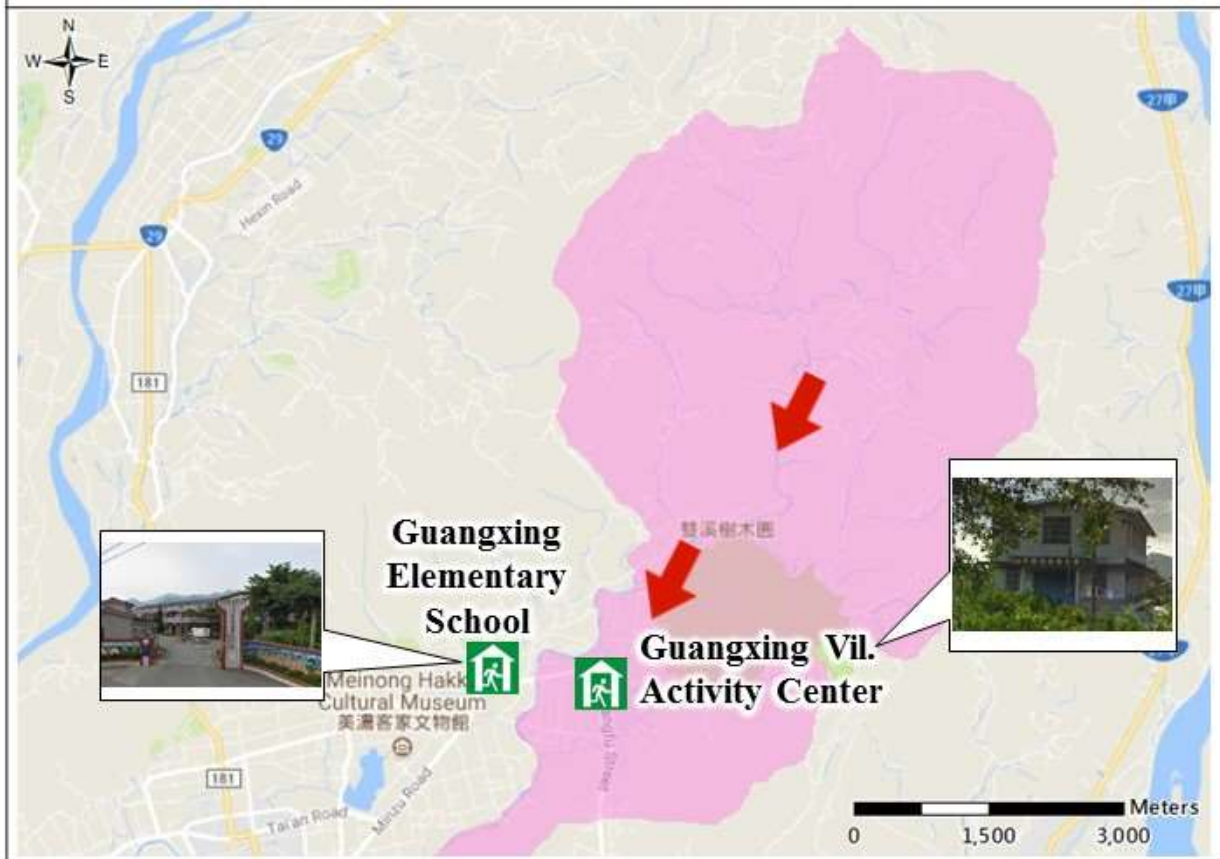 N
W E
S
27甲
29
Hexin Road
29
27甲
181
雙溪樹木園
Guangxing
Elementary
School
Guangxing Vil.
Activity Center
Meinong Hakk
Cultural Museum
美濃客家文物館
181
Tai'an Road
Minzu Road
Street
Meters
0 1,500 3,000